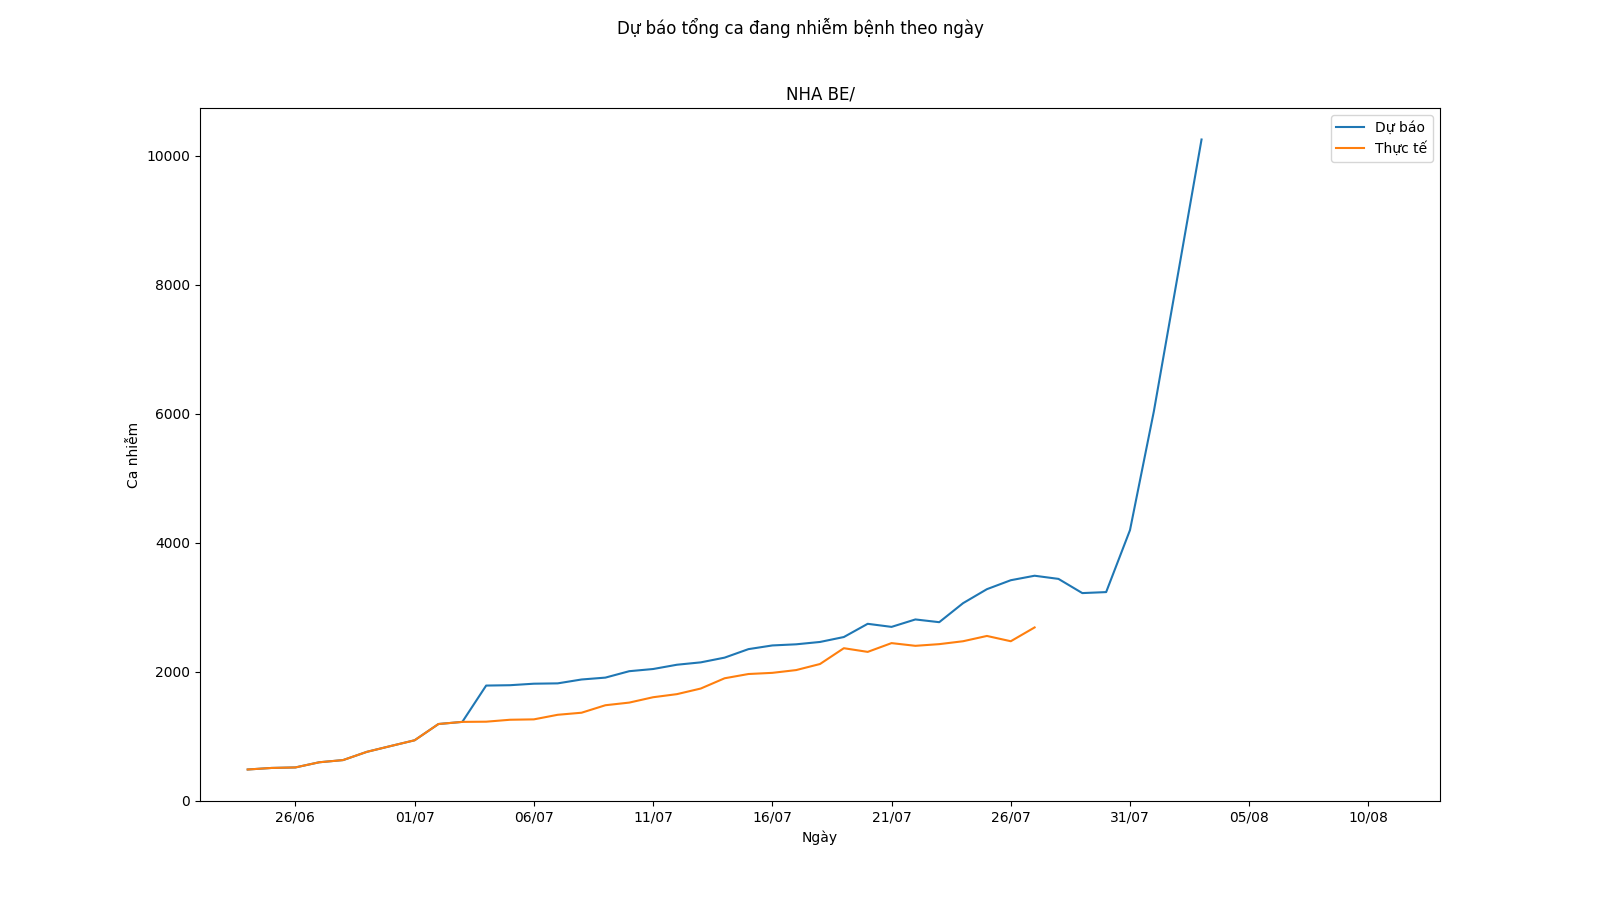 Dự báo tổng ca đang nhiễm bệnh theo ngày
NHA BE/
Dự báo
Thực tế
10000
8000
6000
4000
2000
0
Ca nhiễm
26/06 01/07 06/07 11/07 16/07 21/07 26/07 31/07 05/08 10/08
Ngày